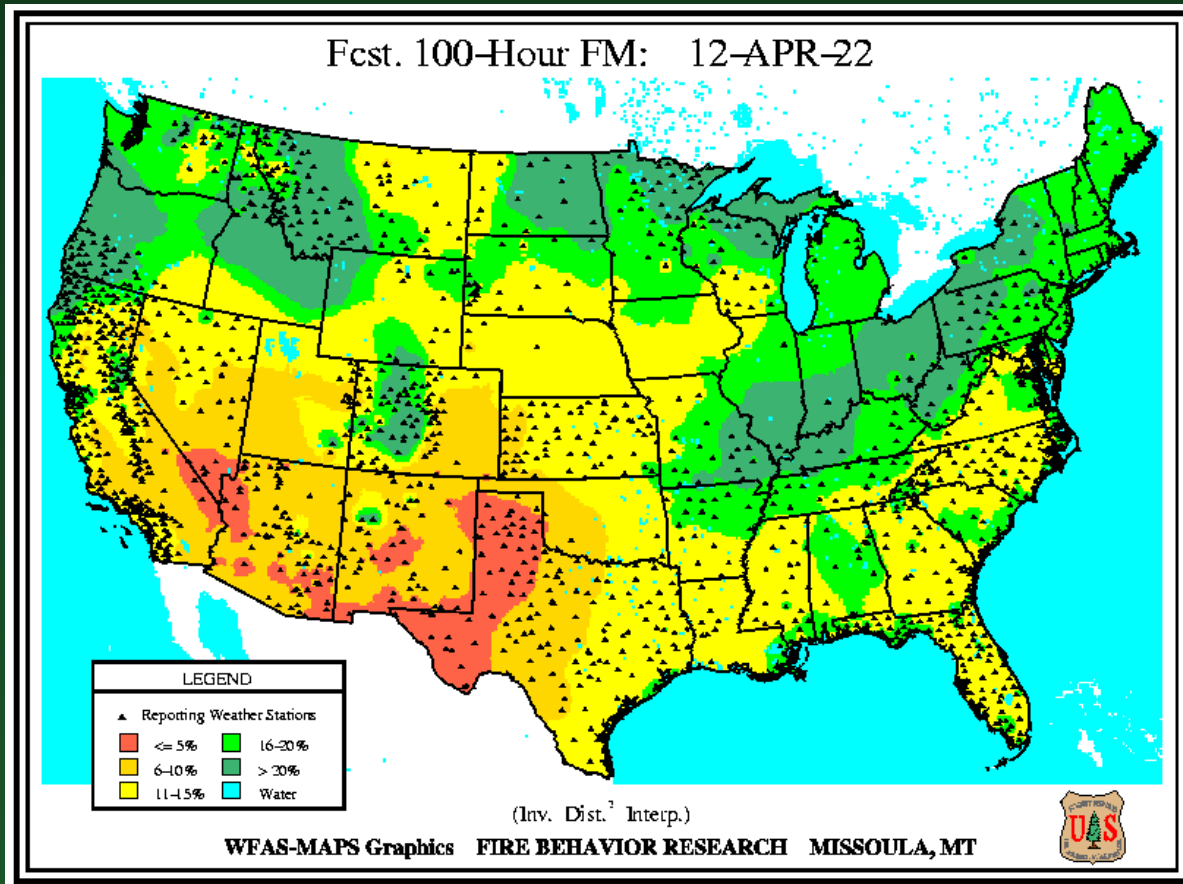 Fcst. 100-Hour FM: 12-APR-22
LEGEND
Reporting Weather Stations
<= 5% 16-20%
6-10% > 20%
11-15% Water
(Inv. Dist.² Interp.)
WFAS-MAPS Graphics FIRE BEHAVIOR RESEARCH MISSOULA, MT
U S